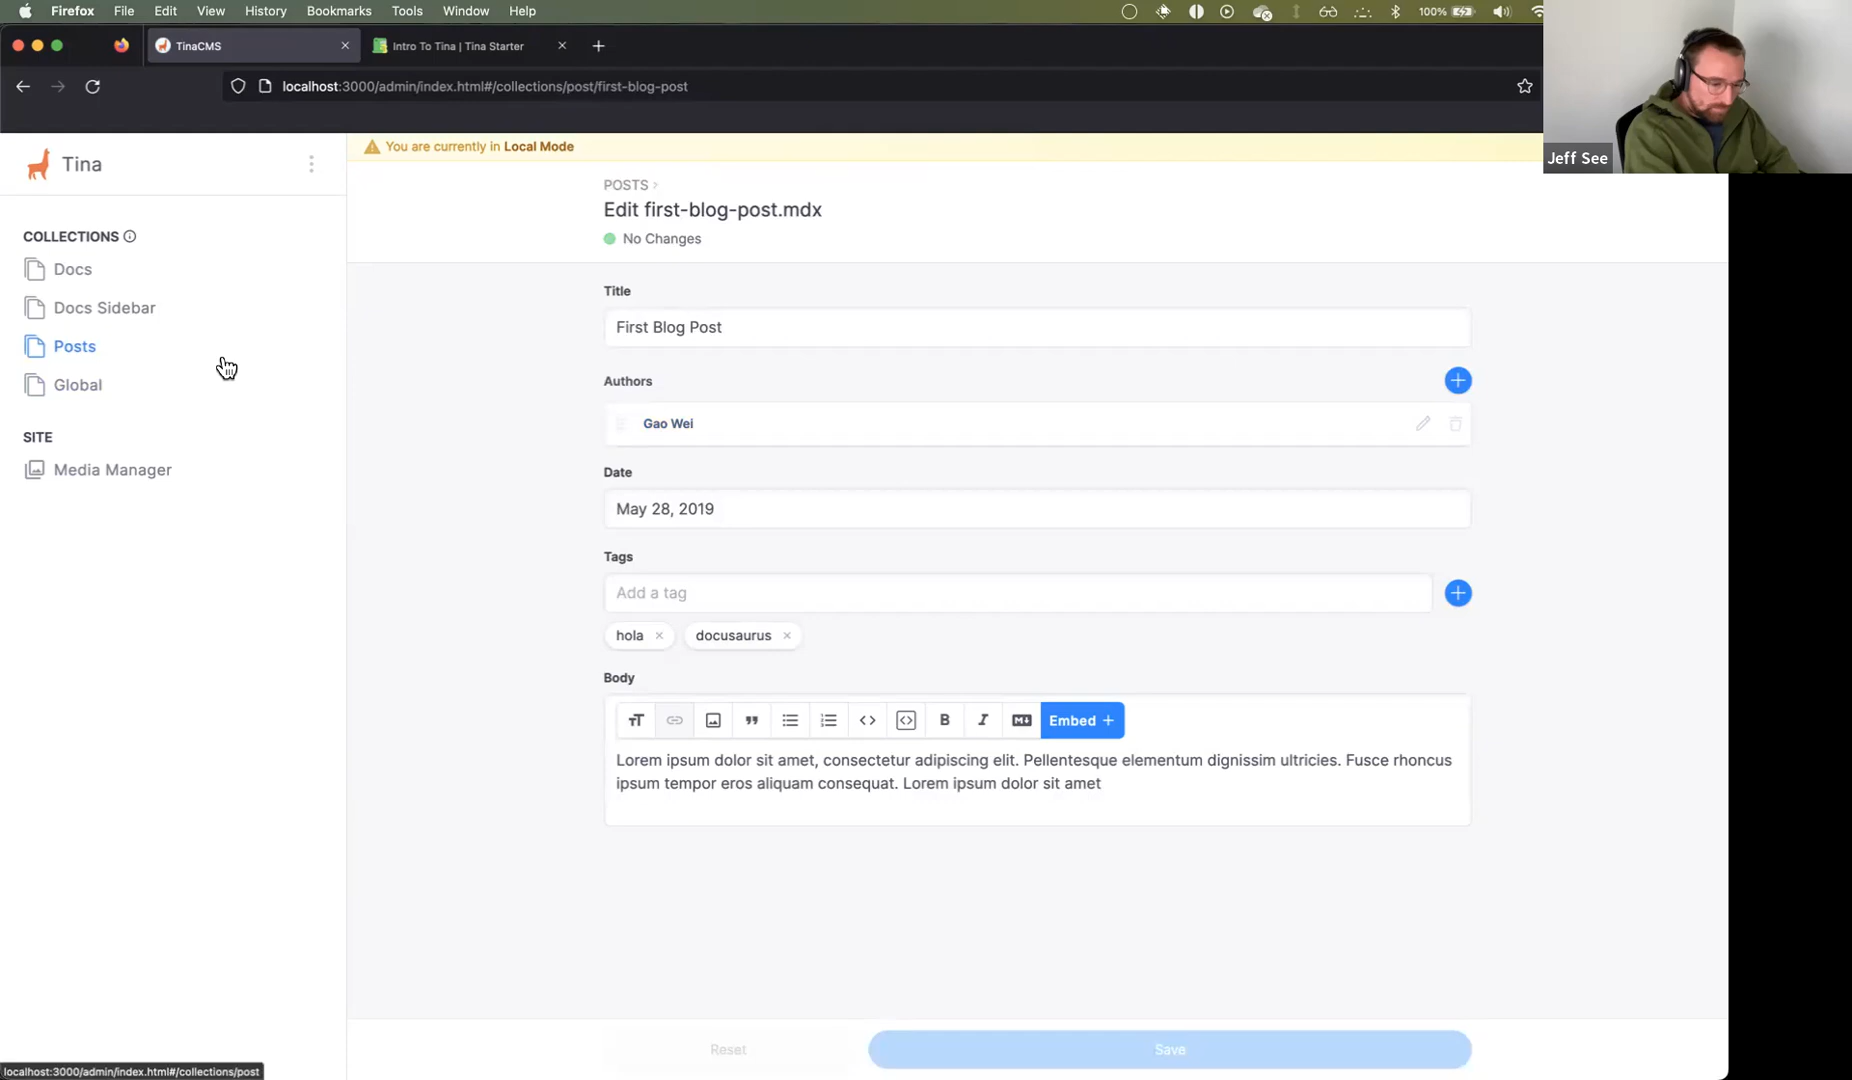 Firefox File Edit View History Bookmarks Tools Window Help 100%
TinaCMS Intro To Tina | Tina Starter
localhost:3000/admin/index.html#/collections/post/first-blog-post
Jeff See
Tina
You are currently in Local Mode
POSTS >
Edit first-blog-post.mdx
No Changes
COLLECTIONS
Docs
Docs Sidebar
Posts
Global
SITE
Media Manager
Title
First Blog Post
Authors
Gao Wei
Date
May 28, 2019
Tags
Add a tag
hola × docusaurus ×
Body
Embed +
Lorem ipsum dolor sit amet, consectetur adipiscing elit. Pellentesque elementum dignissim ultricies. Fusce rhoncus
ipsum tempor eros aliquam consequat. Lorem ipsum dolor sit amet
Reset Save
localhost:3000/admin/index.html#/collections/post